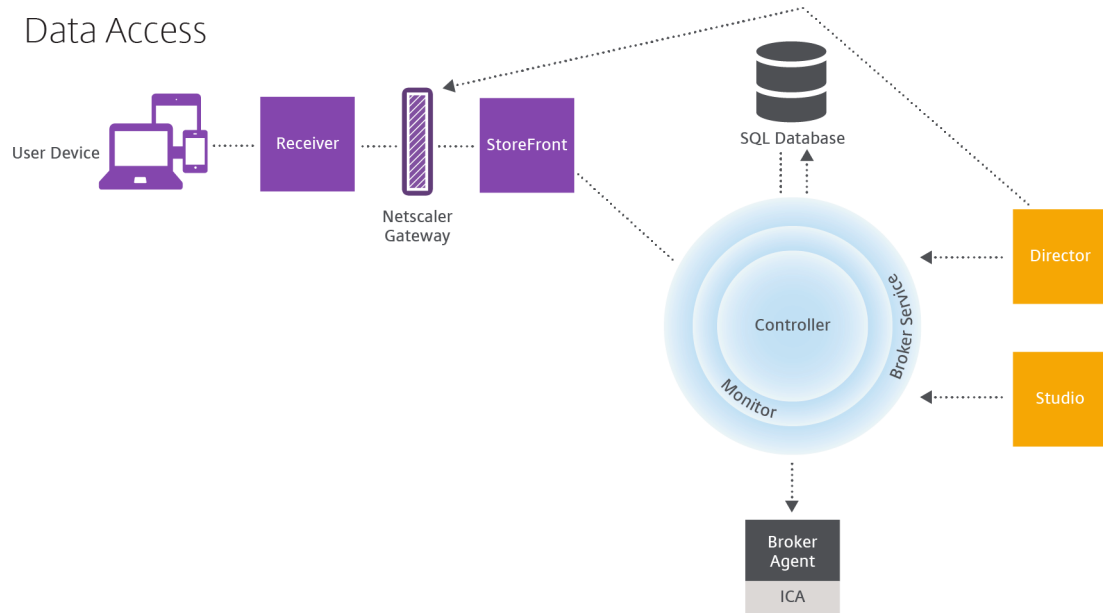 Data Access
User Device
Receiver
Netscaler
Gateway
StoreFront
SQL Database
Director
Controller
Broker Service
Monitor
Studio
Broker
Agent
ICA